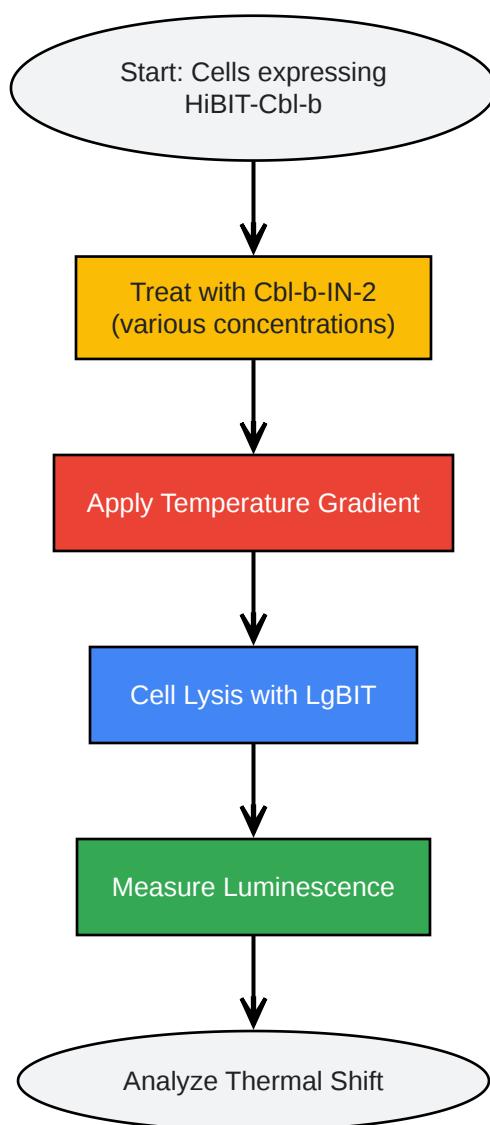 Start: Cells expressing
HiBIT-Cbl-b
Treat with Cbl-b-IN-2
(various concentrations)
Apply Temperature Gradient
Cell Lysis with LgBIT
Measure Luminescence
Analyze Thermal Shift